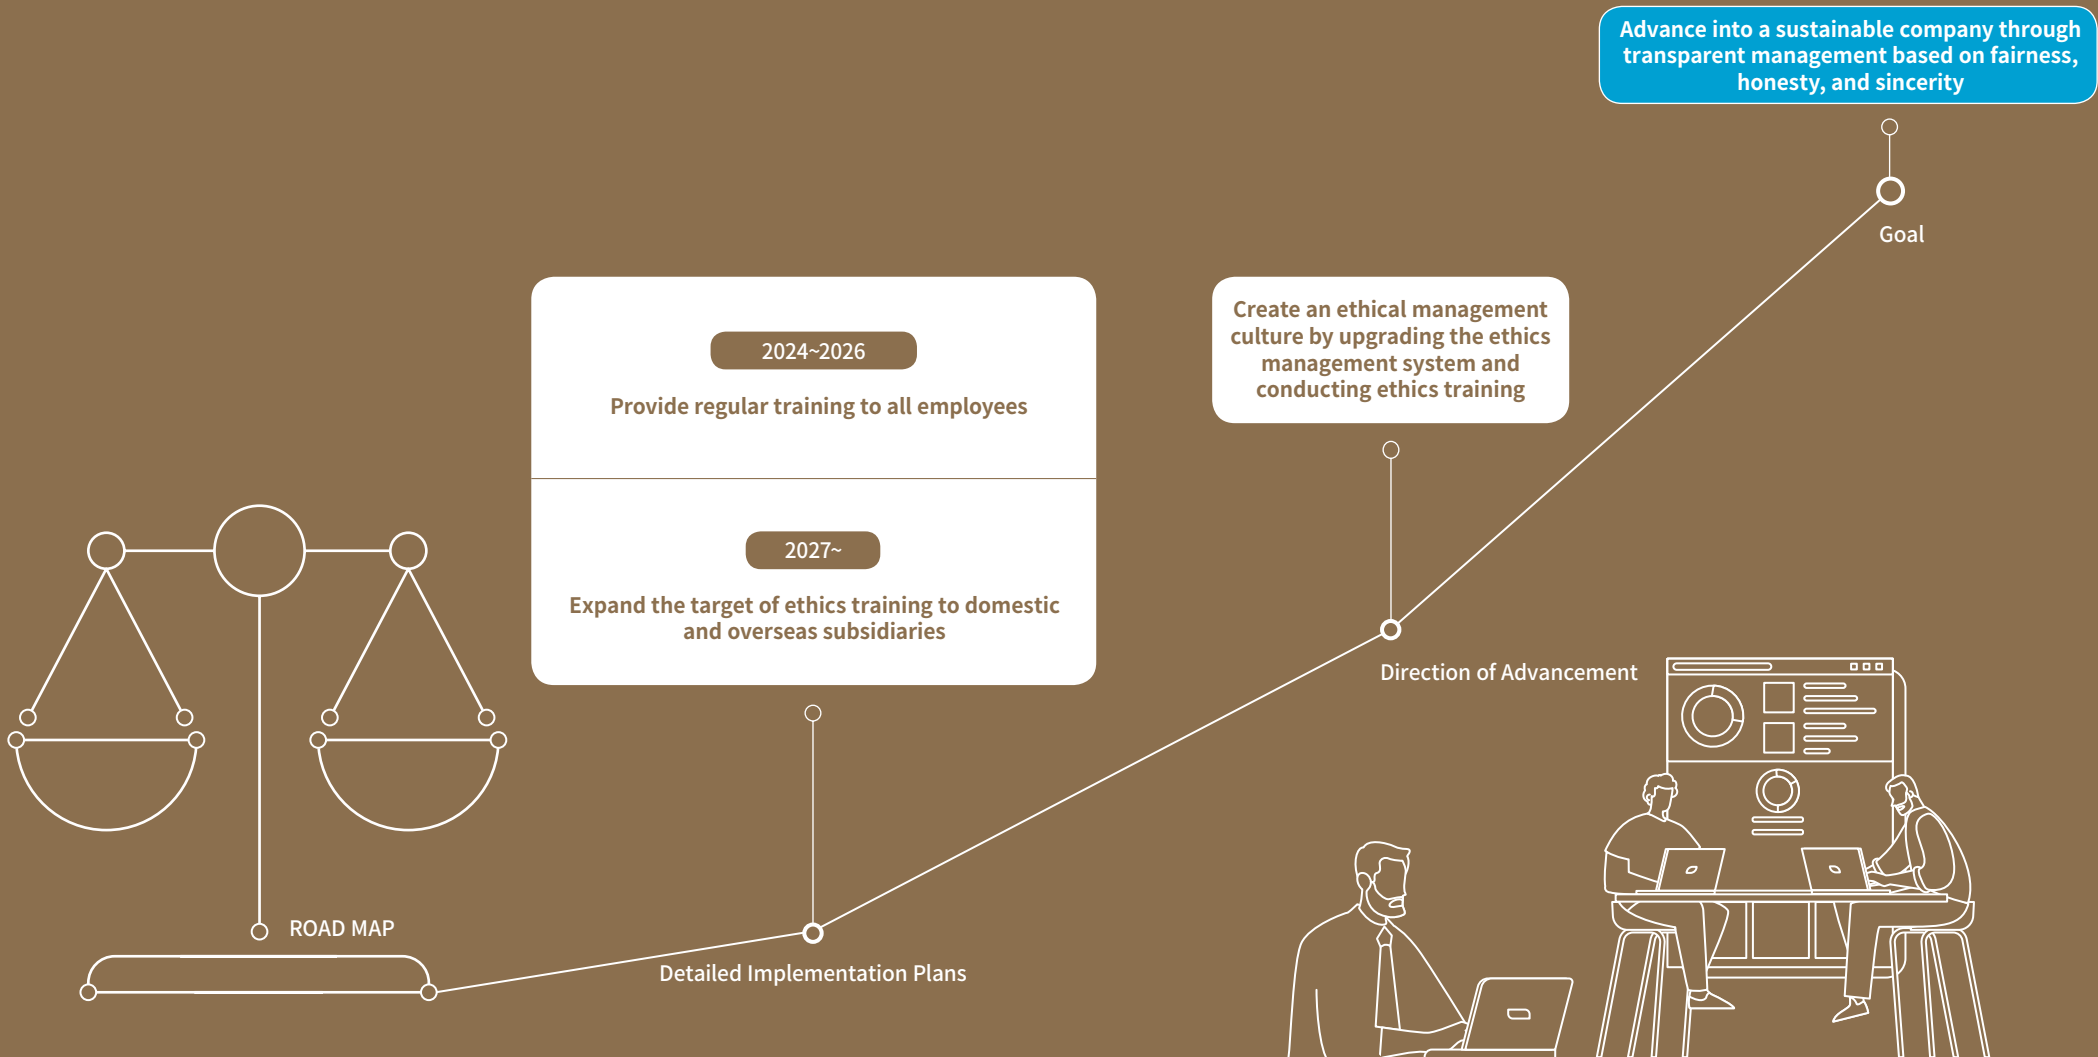 Advance into a sustainable company through
transparent management based on fairness,
honesty, and sincerity
Goal
2024~2026
Provide regular training to all employees
2027~
Expand the target of ethics training to domestic
and overseas subsidiaries
Create an ethical management
culture by upgrading the ethics
management system and
conducting ethics training
Direction of Advancement
ROAD MAP
Detailed Implementation Plans